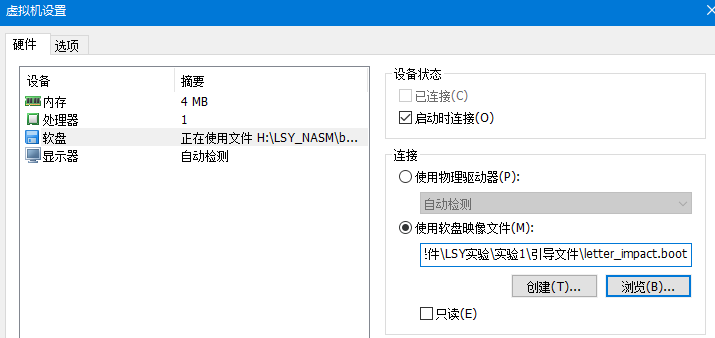 虚拟机设置
硬件 选项
设备 摘要
内存 4 MB
处理器 1
软盘 正在使用文件 H:\LSY_NASM\b...
显示器 自动检测
设备状态
已连接(C)
启动时连接(O)
连接
使用物理驱动器(P):
自动检测
使用软盘映像文件(M):
件\LSY实验\实验1\引导文件\letter_impact.boot
创建(T)... 浏览(B)...
只读(E)